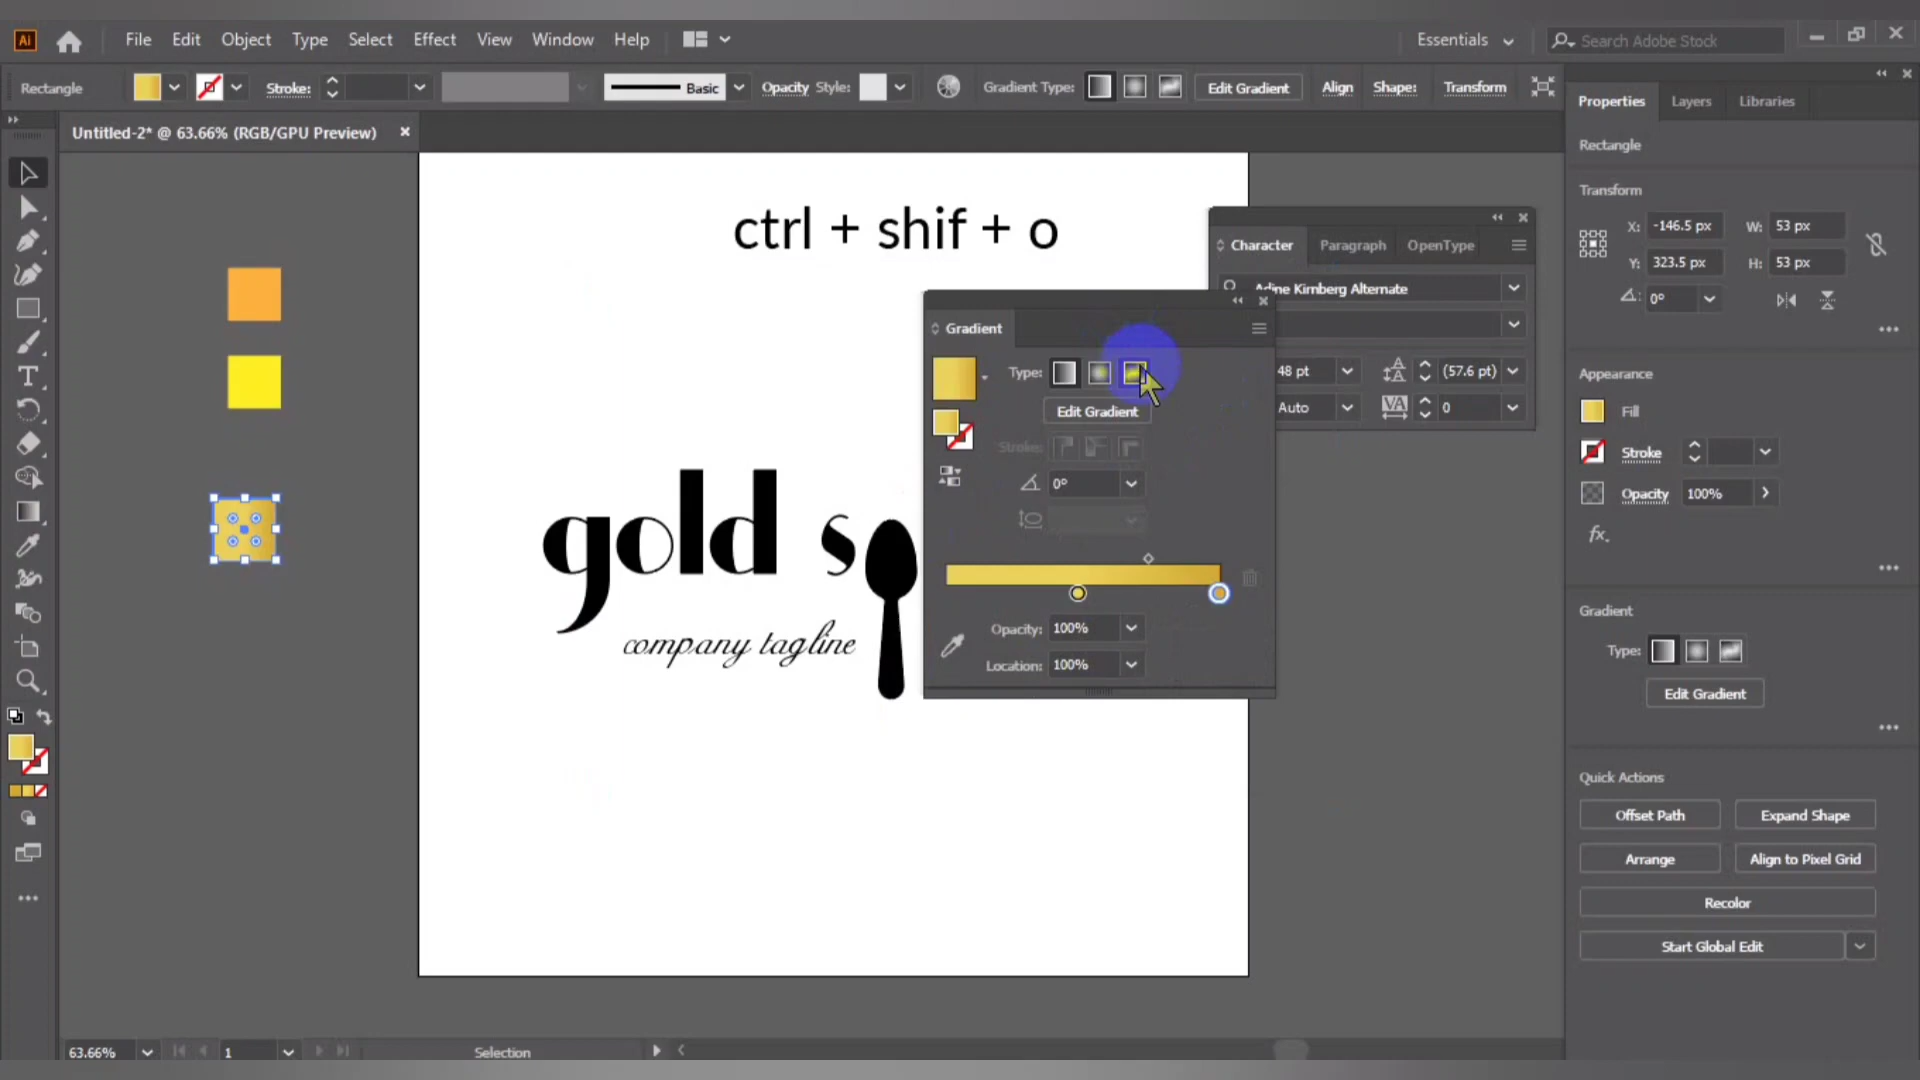 Ai File Edit Object Type Select Effect View Window Help Essentials Search Adobe Stock
Rectangle Stroke: Basic Opacity Style: Gradient Type: Edit Gradient Align Shape: Transform
Untitled-2* @ 63.66% (RGB/GPU Preview)
ctrl + shif + o
gold s
company tagline
Character Paragraph OpenType
Adine Kirnberg Alternate
48 pt (57.6 pt)
Auto 0
Gradient
Type:
Edit Gradient
Stroke:
0°
Opacity: 100%
Location: 100%
Properties Layers Libraries
Rectangle
Transform
X: -146.5 px W: 53 px
Y: 323.5 px H: 53 px
0°
Appearance
Fill
Stroke
Opacity 100%
fx.
Gradient
Type:
Edit Gradient
Quick Actions
Offset Path Expand Shape
Arrange Align to Pixel Grid
Recolor
Start Global Edit
63.66% 1 Selection